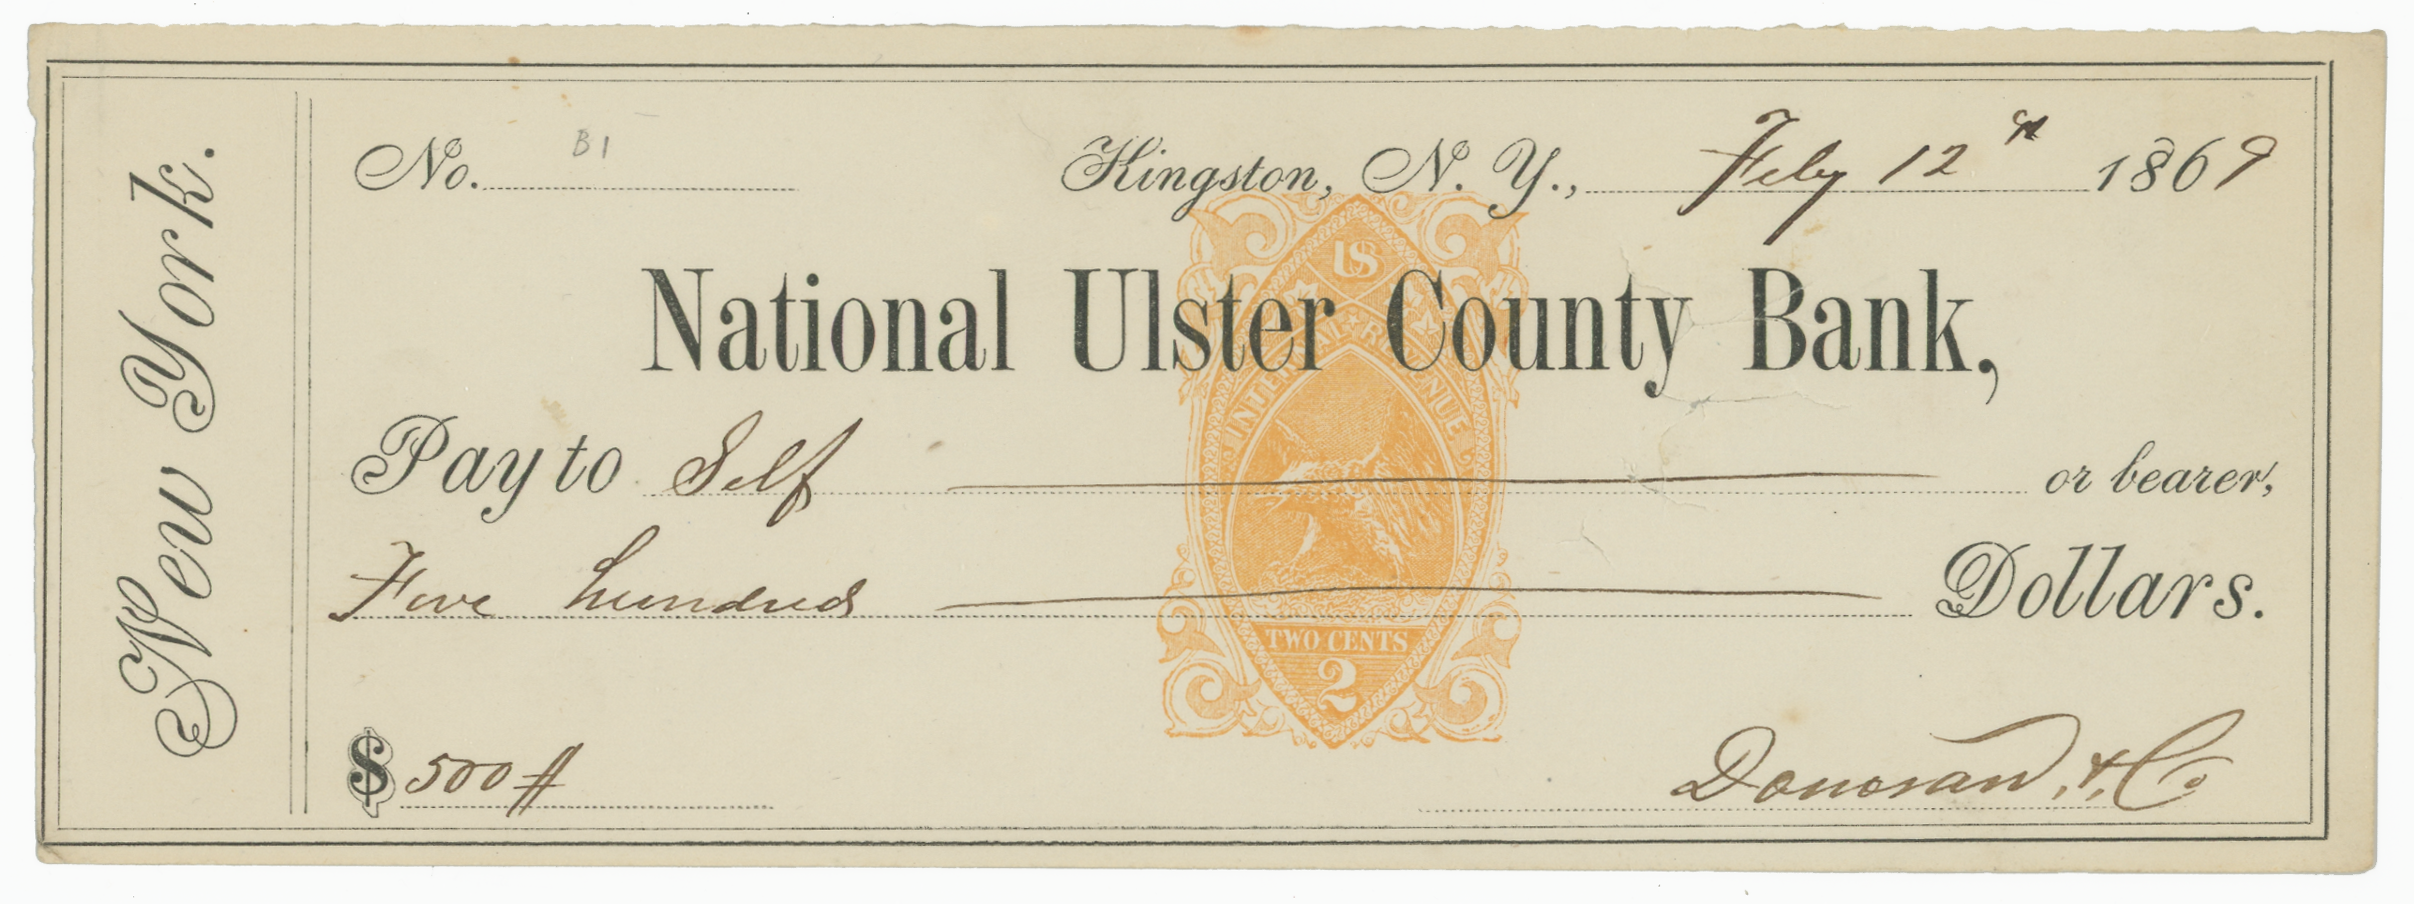 New York.
No. B1
Kingston, N. Y., Feby 12th 1869
US
INTERNAL REVENUE
National Ulster County Bank,
Pay to Self or bearer,
Five hundred Dollars.
TWO CENTS
2
$ 500
Donovan, & Co